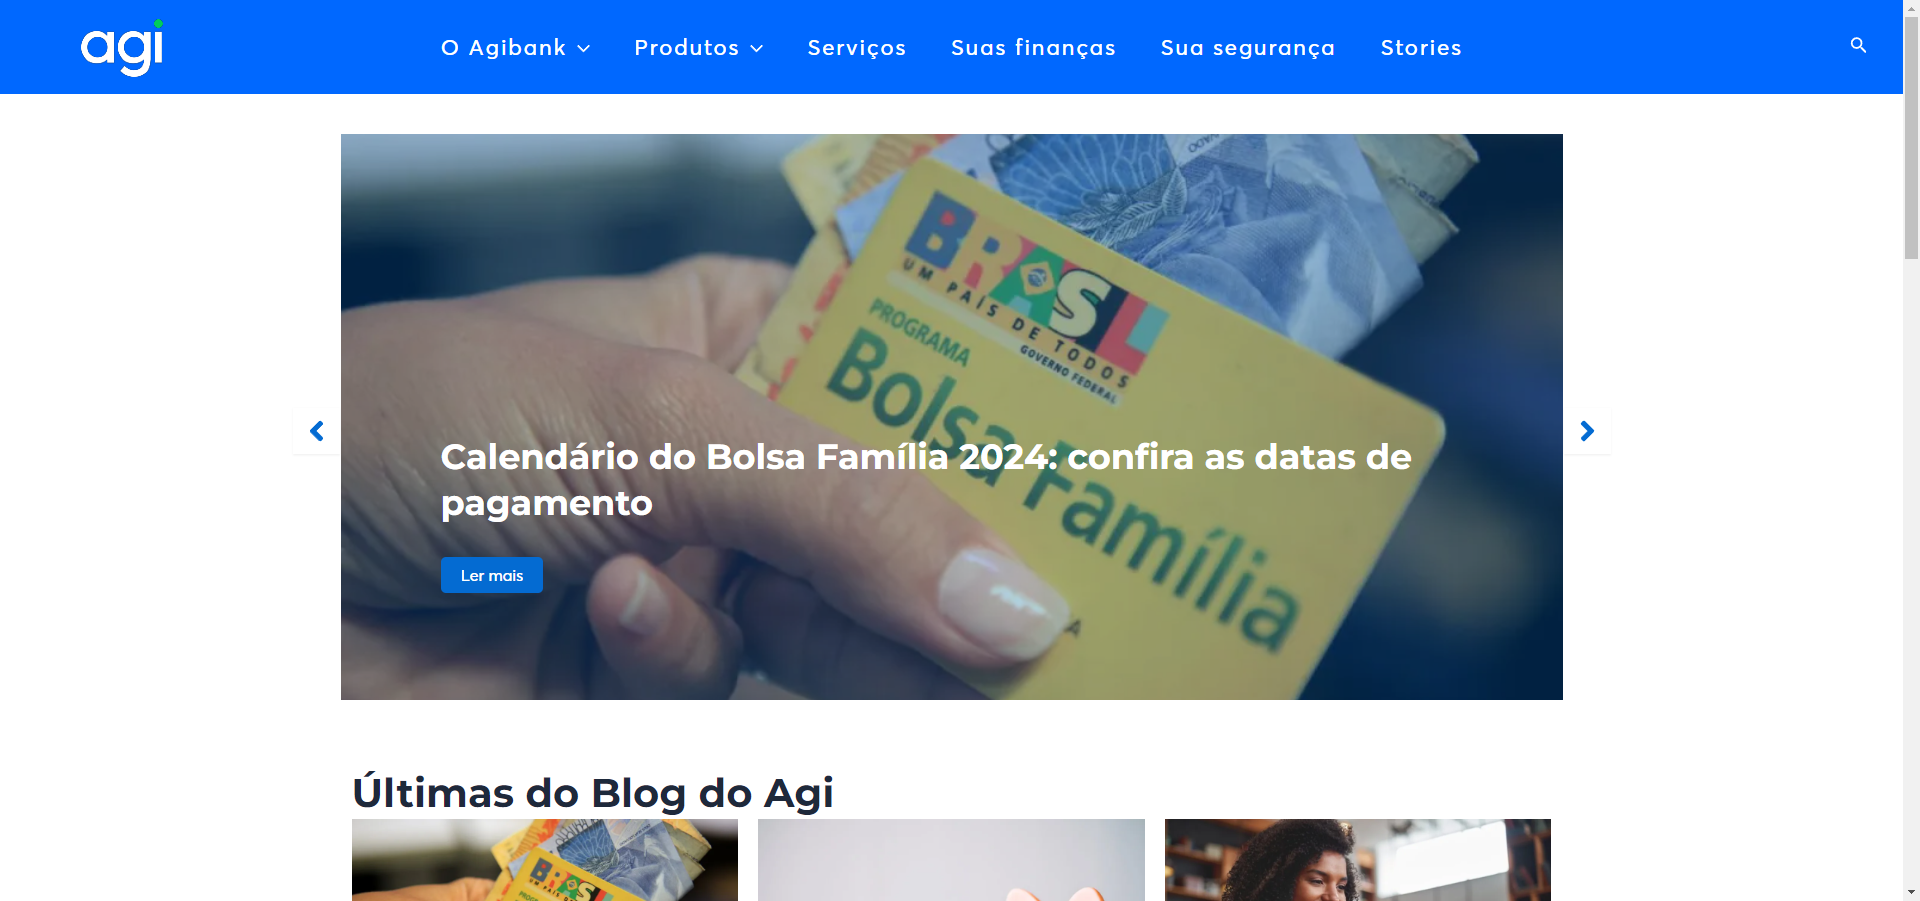 agi
O Agibank
Produtos
Serviços
Suas finanças
Sua segurança
Stories
BRASIL
UM PAÍS DE TODOS
GOVERNO FEDERAL
PROGRAMA
Bolsa Família
Calendário do Bolsa Família 2024: confira as datas de
pagamento
Ler mais
Últimas do Blog do Agi
BRASIL